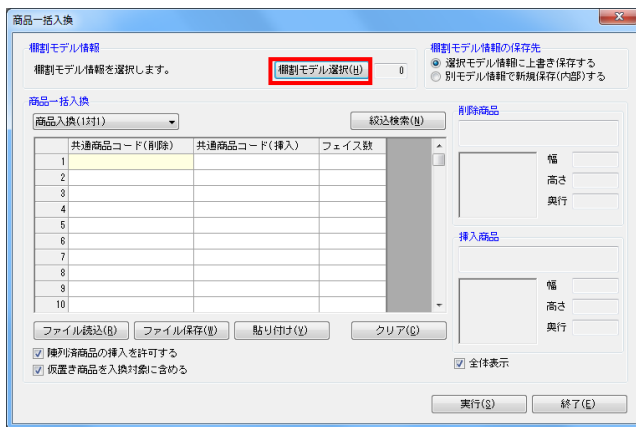 商品一括入換
棚割モデル情報
棚割モデル情報を選択します。
棚割モデル選択(H)
0
棚割モデル情報の保存先
選択モデル情報に上書き保存する
別モデル情報で新規保存(内部)する
商品一括入換
商品入換(1対1)
絞込検索(N)
共通商品コード(削除) 共通商品コード(挿入) フェイス数
1
2
3
4
5
6
7
8
9
10
ファイル読込(R) ファイル保存(W) 貼り付け(V) クリア(C)
陳列済商品の挿入を許可する
仮置き商品を入換対象に含める
削除商品
幅
高さ
奥行
挿入商品
幅
高さ
奥行
全体表示
実行(S) 終了(E)